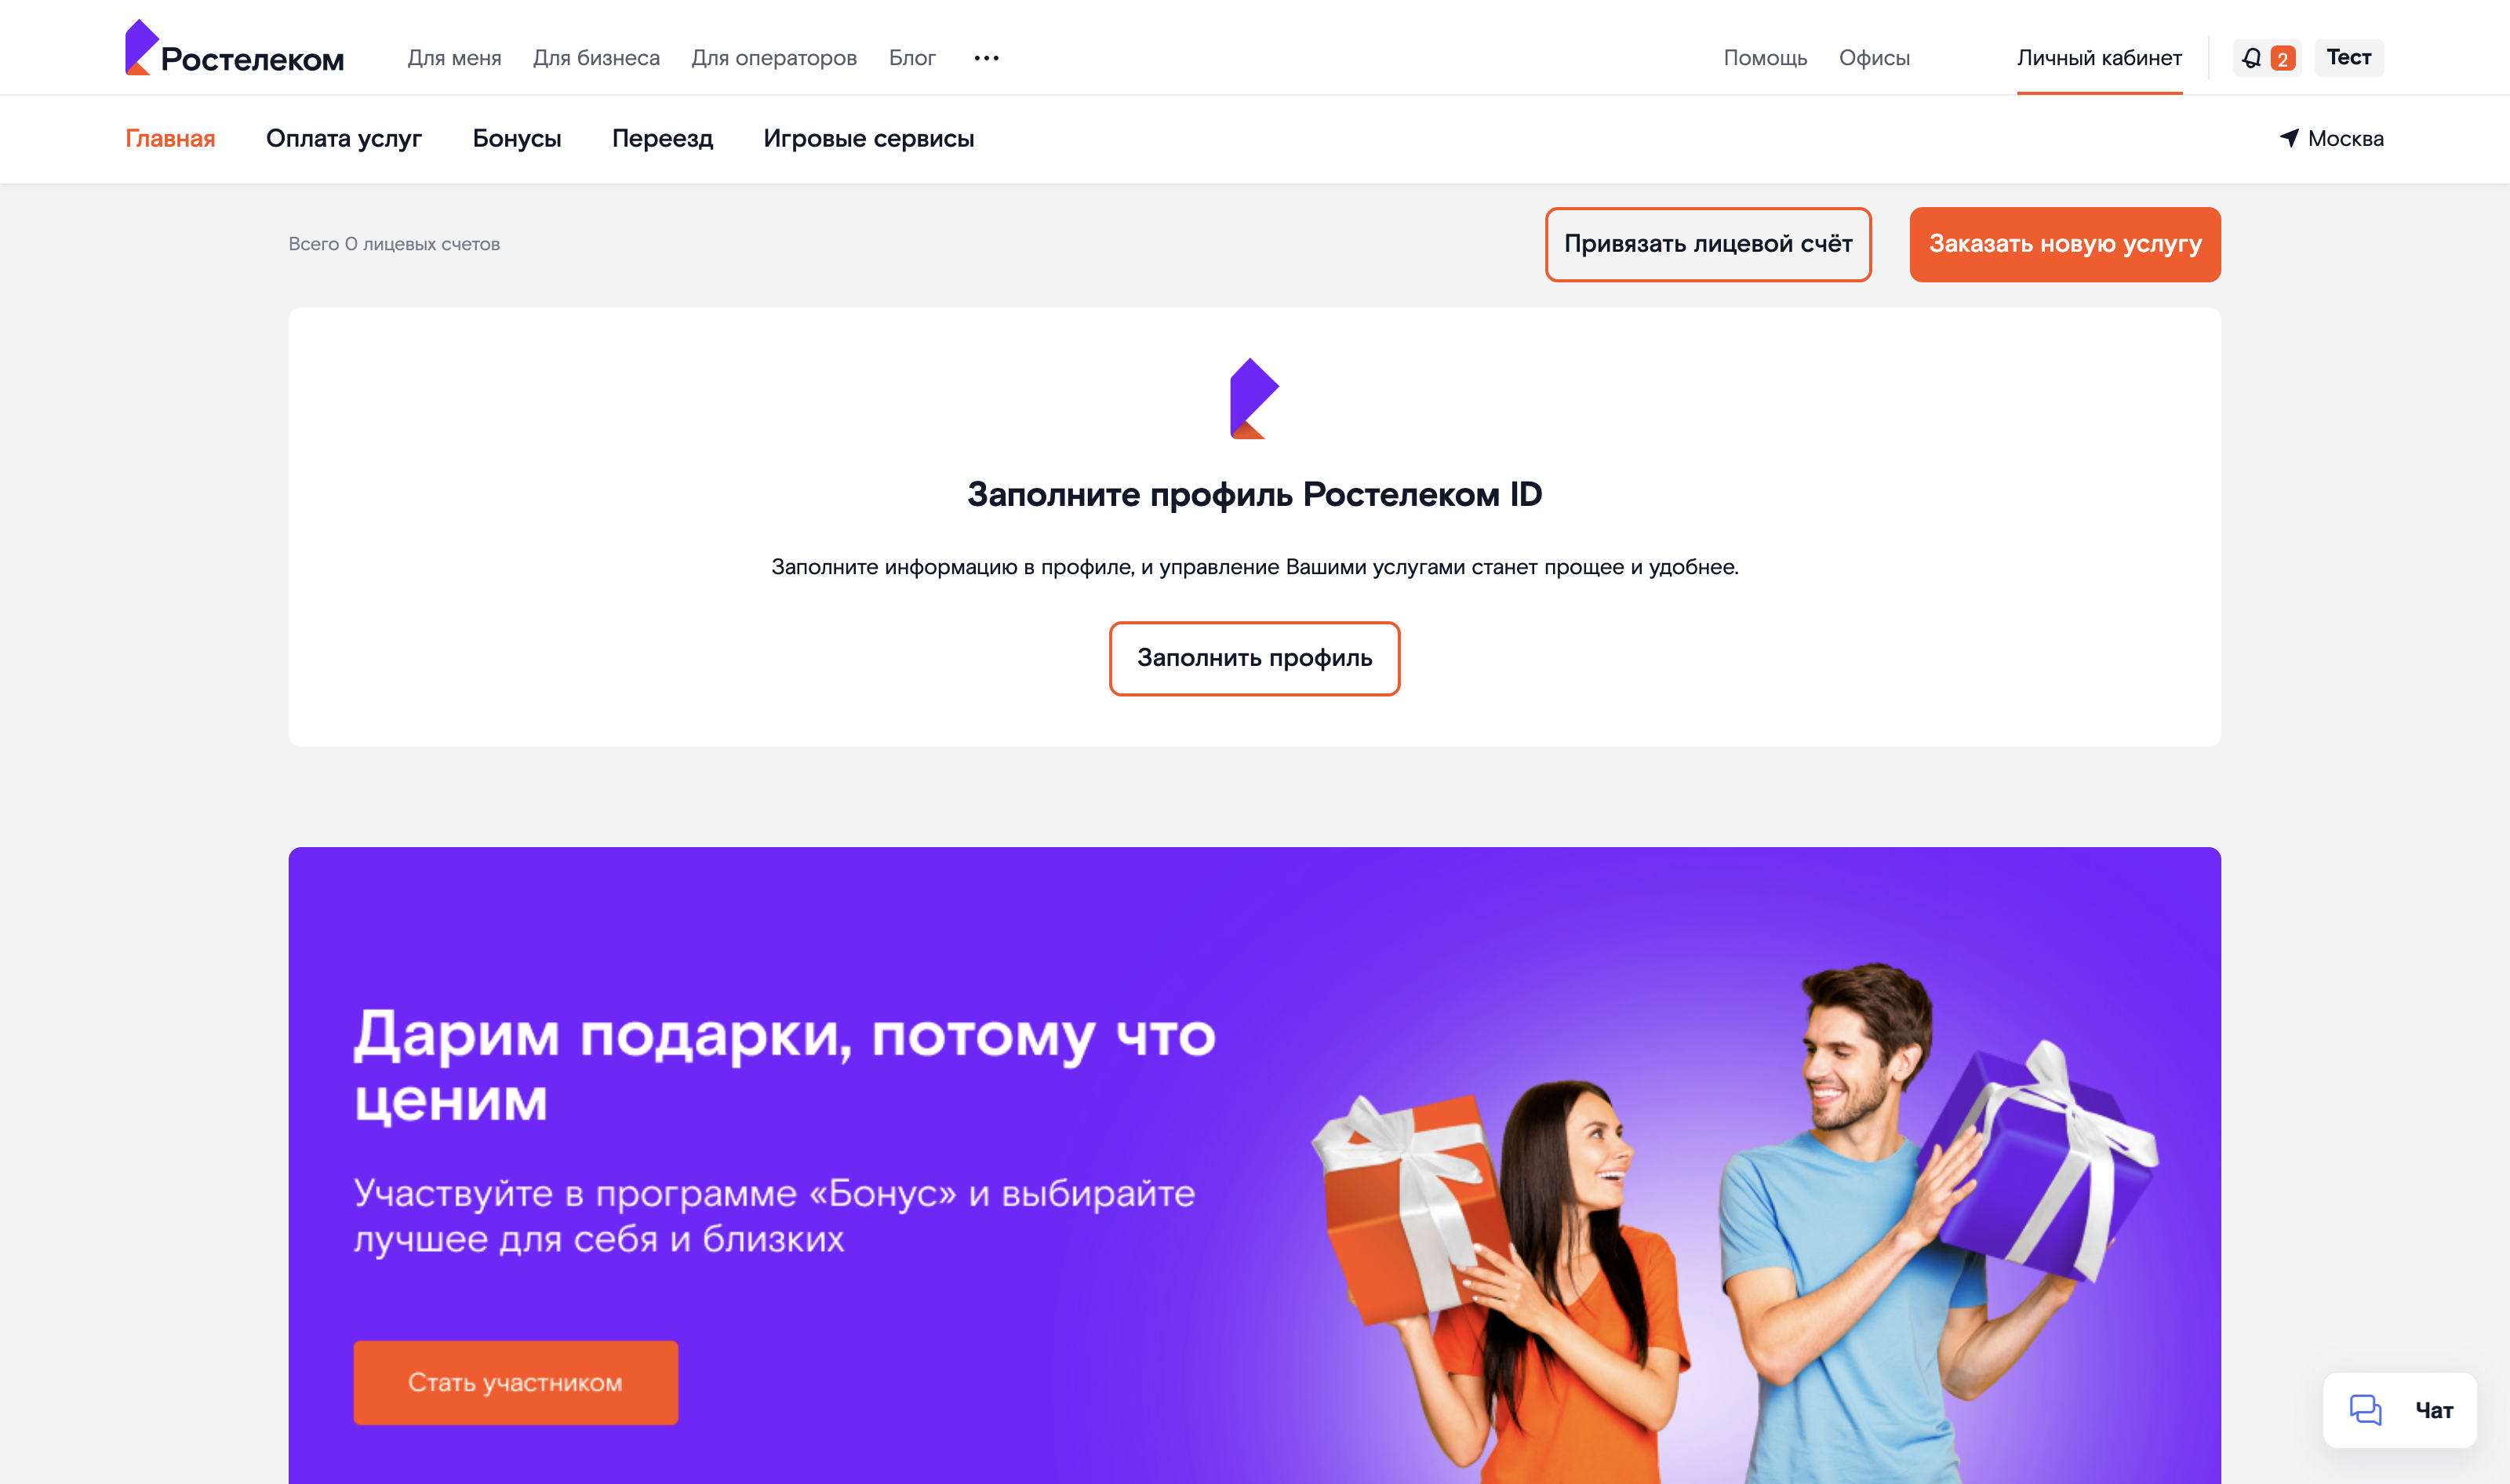 Ростелеком
Для меня
Для бизнеса
Для операторов
Блог
Помощь
Офисы
Личный кабинет
2
Тест
Главная
Оплата услуг
Бонусы
Переезд
Игровые сервисы
Москва
Всего 0 лицевых счетов
Привязать лицевой счёт
Заказать новую услугу
Заполните профиль Ростелеком ID
Заполните информацию в профиле, и управление Вашими услугами станет прощее и удобнее.
Заполнить профиль
Дарим подарки, потому что
ценим
Участвуйте в программе «Бонус» и выбирайте
лучшее для себя и близких
Стать участником
Чат